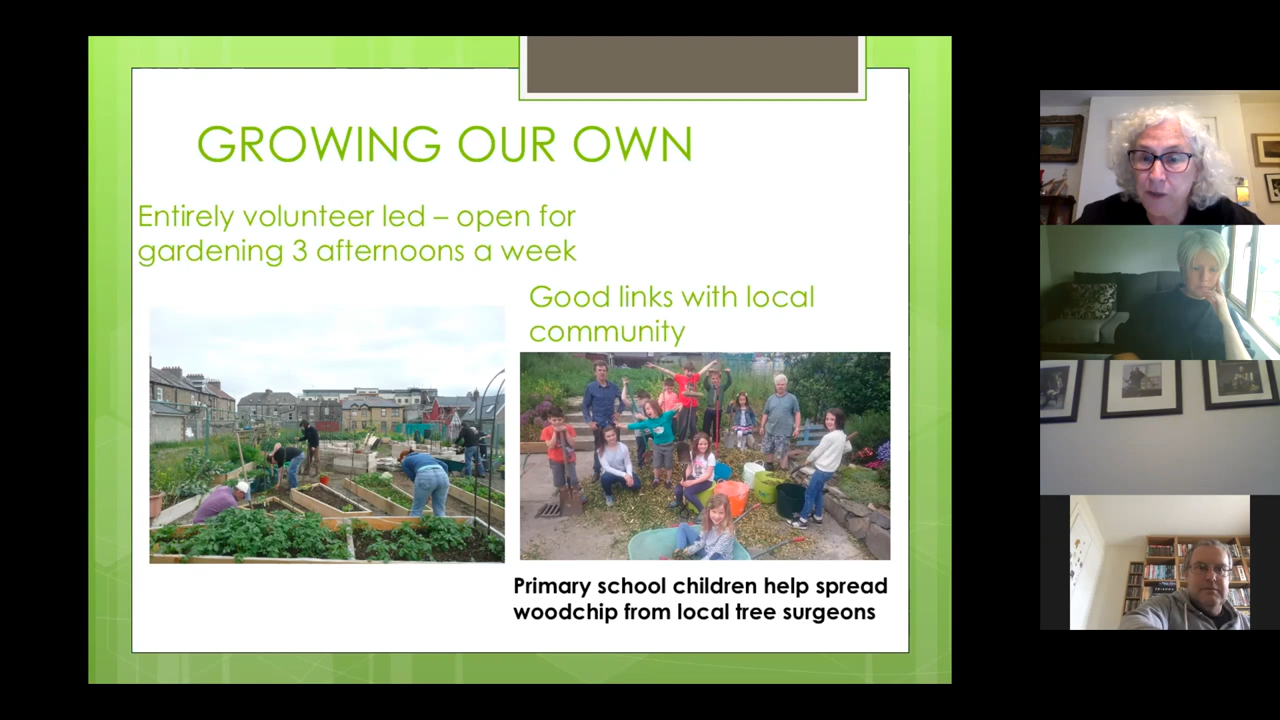 GROWING OUR OWN
Entirely volunteer led – open for
gardening 3 afternoons a week
Good links with local
community
Primary school children help spread
woodchip from local tree surgeons